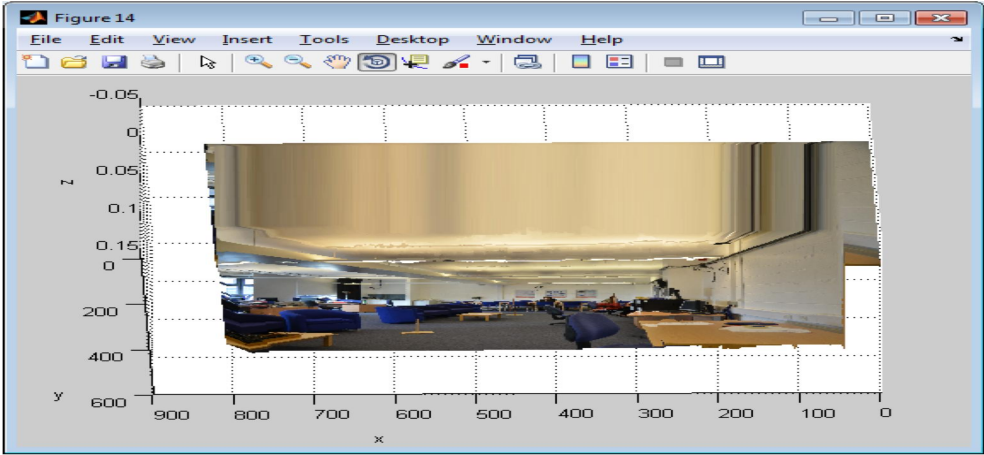 Figure 14
File Edit View Insert Tools Desktop Window Help
-0.05
0
0.05
z
0.1
0.15
0
200
400
y
600
900 800 700 600 500 400 300 200 100 0
x